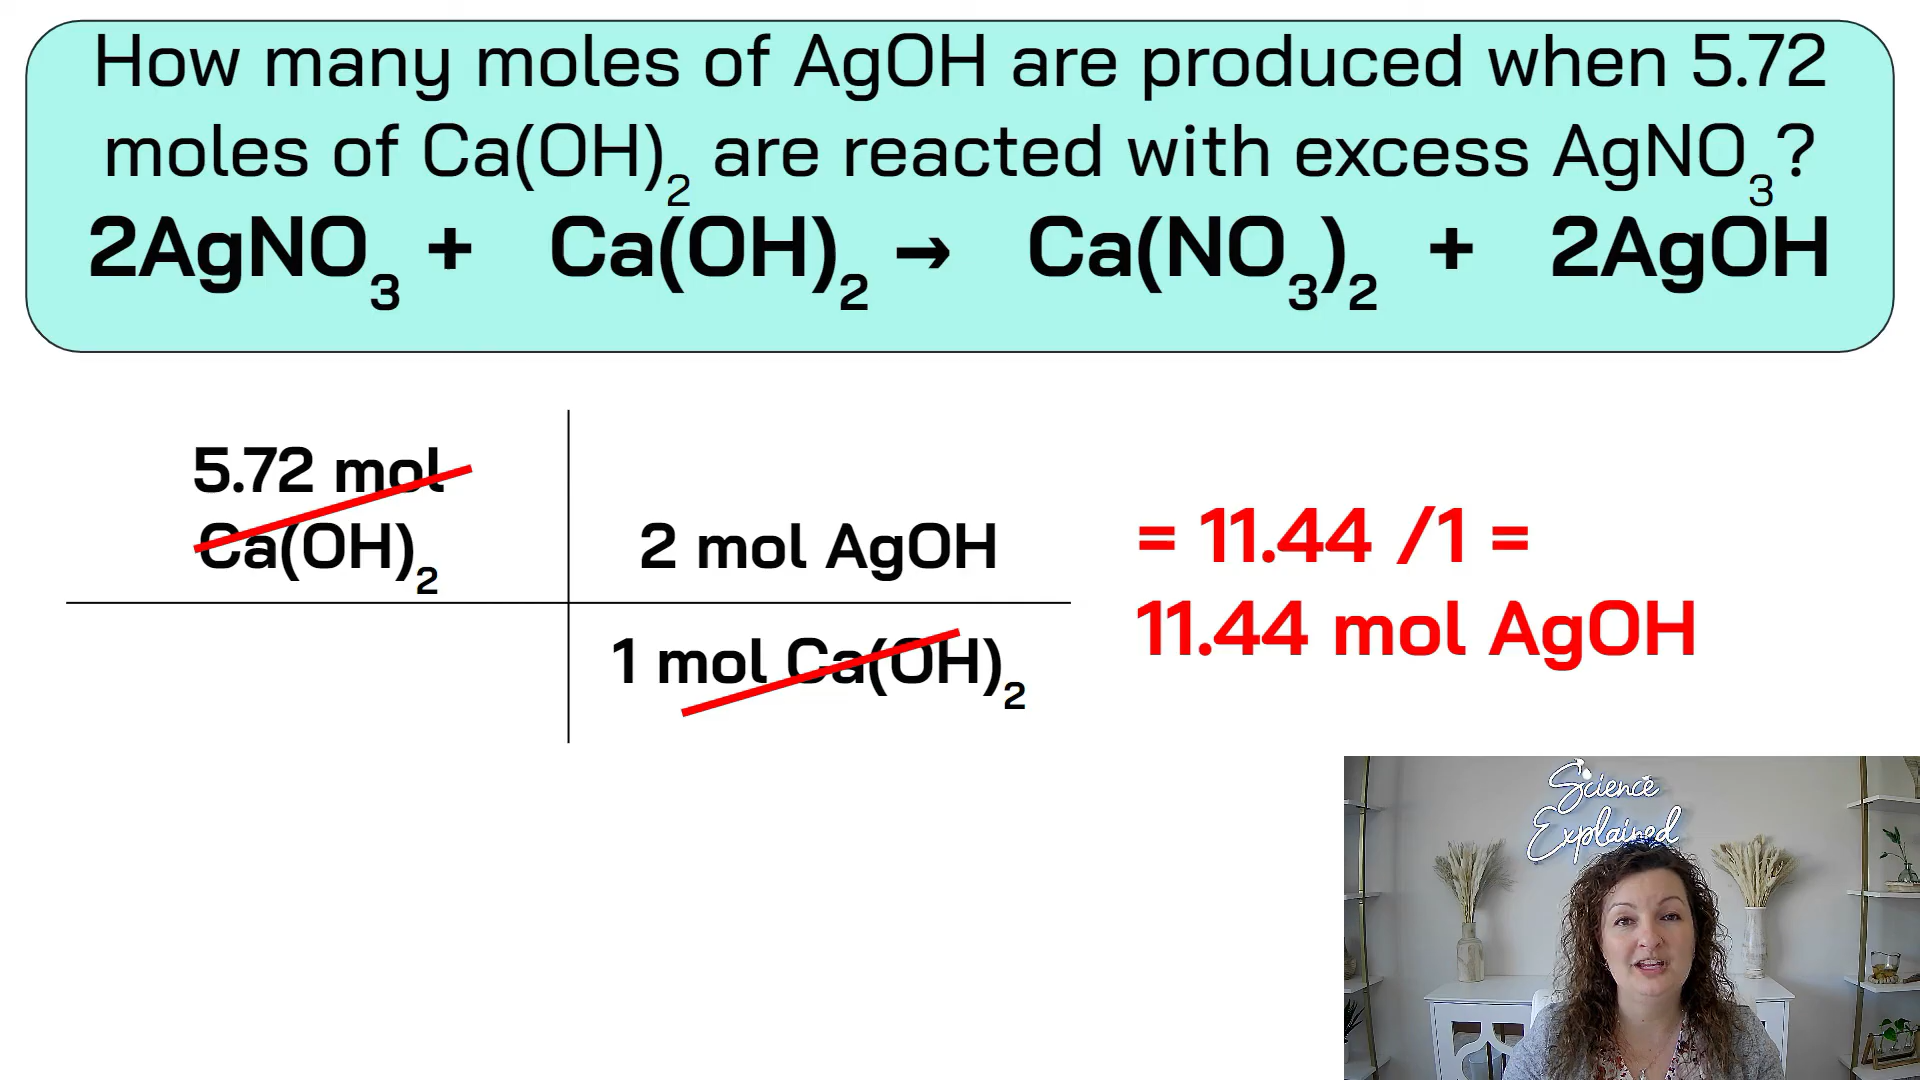 How many moles of AgOH are produced when 5.72
moles of Ca(OH)₂ are reacted with excess AgNO₃?
2AgNO₃ + Ca(OH)₂ → Ca(NO₃)₂ + 2AgOH
5.72 mol
Ca(OH)₂
2 mol AgOH
1 mol Ca(OH)₂
= 11.44 /1 =
11.44 mol AgOH
Science
Explained